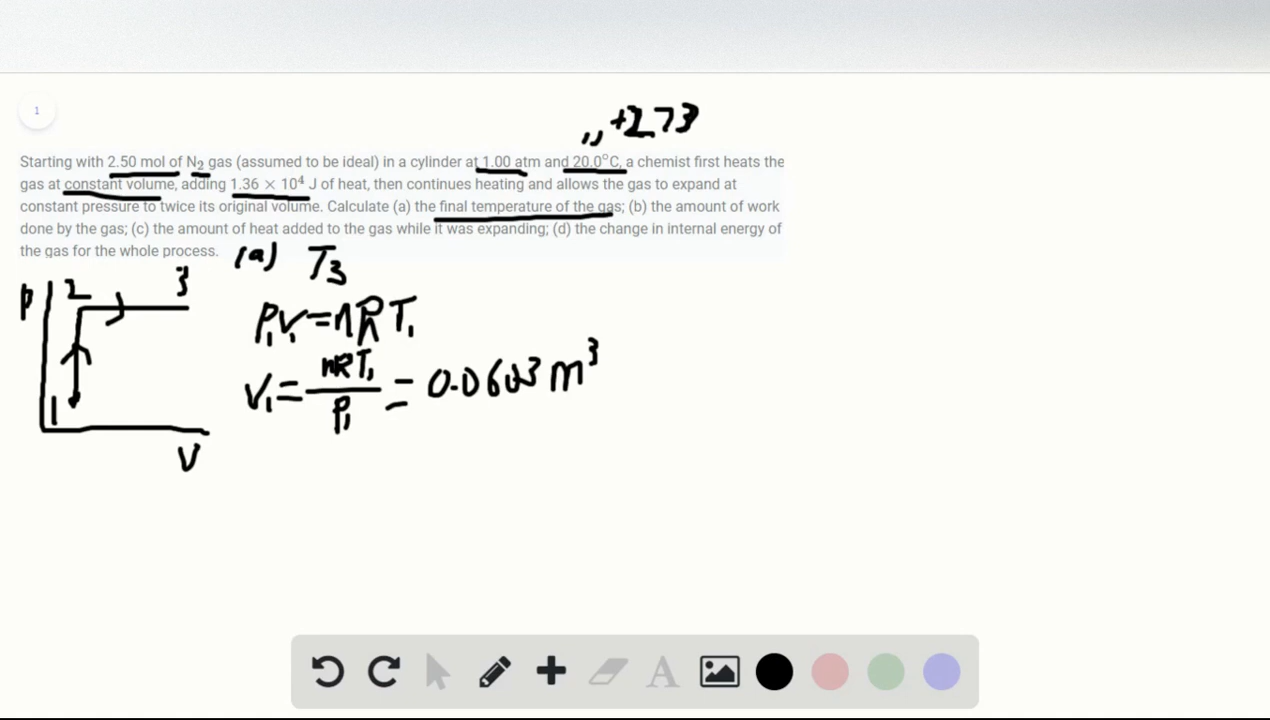 1
,, +273
Starting with 2.50 mol of N₂ gas (assumed to be ideal) in a cylinder at 1.00 atm and 20.0°C, a chemist first heats the
gas at constant volume, adding 1.36 × 10⁴ J of heat, then continues heating and allows the gas to expand at
constant pressure to twice its original volume. Calculate (a) the final temperature of the gas; (b) the amount of work
done by the gas; (c) the amount of heat added to the gas while it was expanding; (d) the change in internal energy of
the gas for the whole process.
(a) T₃
P 2 3
P₁V₁=nRT₁
V₁= nRT₁/P₁ = 0.0603 m³
1
V
A